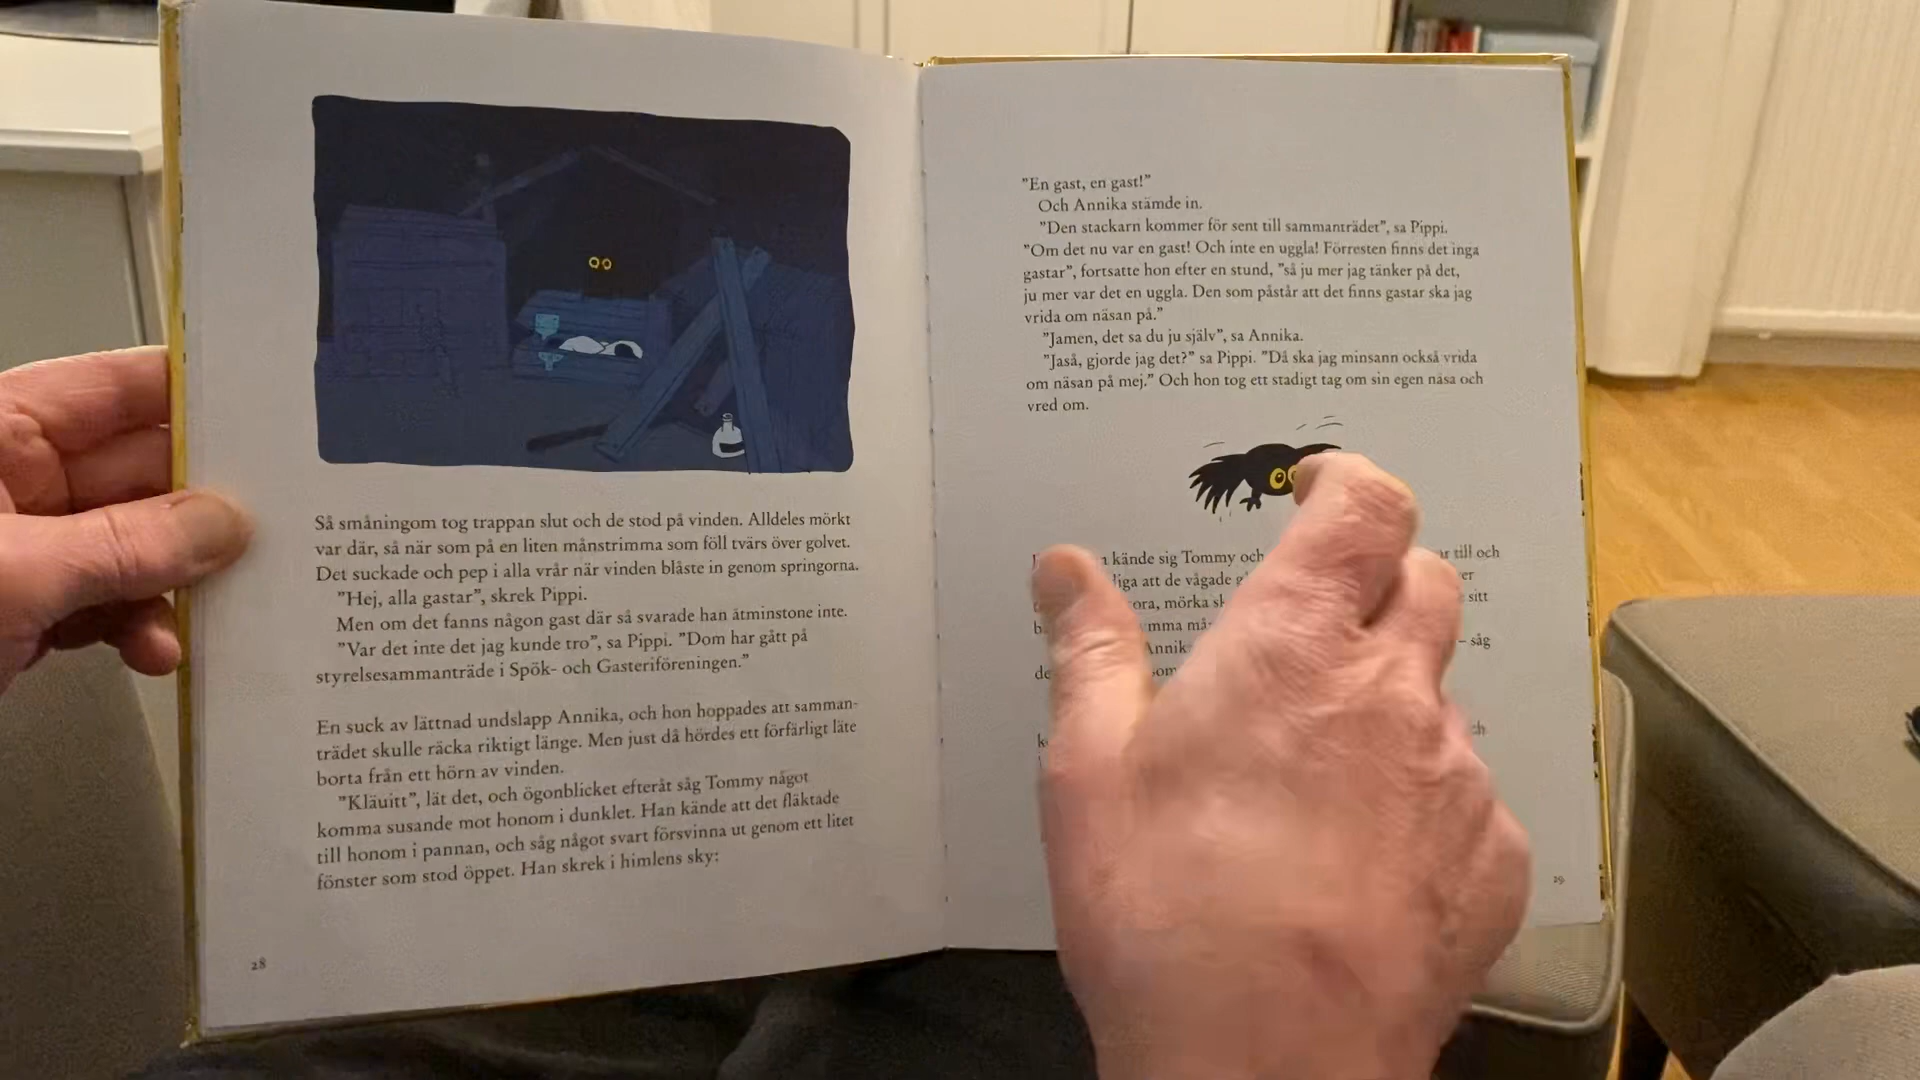 Så småningom tog trappan slut och de stod på vinden. Alldeles mörkt
var där, så när som på en liten månstrimma som föll tvärs över golvet.
Det suckade och pep i alla vrår när vinden blåste in genom springorna.
"Hej, alla gastar", skrek Pippi.
Men om det fanns någon gast där så svarade han åtminstone inte.
"Var det inte det jag kunde tro", sa Pippi. "Dom har gått på
styrelsesammanträde i Spök- och Gasteriföreningen."
En suck av lättnad undslapp Annika, och hon hoppades att samman-
trädet skulle räcka riktigt länge. Men just då hördes ett förfärligt läte
borta från ett hörn av vinden.
"Kläuitt", lät det, och ögonblicket efteråt såg Tommy något
komma susande mot honom i dunklet. Han kände att det fläktade
till honom i pannan, och såg något svart försvinna ut genom ett litet
fönster som stod öppet. Han skrek i himlens sky:
28
"En gast, en gast!"
Och Annika stämde in.
"Den stackarn kommer för sent till sammanträdet", sa Pippi.
"Om det nu var en gast! Och inte en uggla! Förresten finns det inga
gastar", fortsatte hon efter en stund, "så ju mer jag tänker på det,
ju mer var det en uggla. Den som påstår att det finns gastar ska jag
vrida om näsan på."
"Jamen, det sa du ju själv", sa Annika.
"Jaså, gjorde jag det?" sa Pippi. "Då ska jag minsann också vrida
om näsan på mej." Och hon tog ett stadigt tag om sin egen näsa och
vred om.
kände sig Tommy och till och
att de vågade
mörka sitt
– såg
29